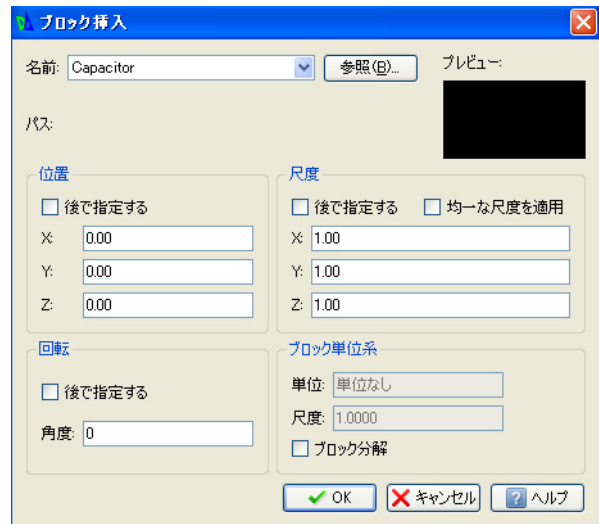 ブロック挿入
名前: Capacitor 参照(B)... プレビュー:
パス:
位置
後で指定する
X: 0.00
Y: 0.00
Z: 0.00
尺度
後で指定する 均一な尺度を適用
X: 1.00
Y: 1.00
Z: 1.00
回転
後で指定する
角度: 0
ブロック単位系
単位: 単位なし
尺度: 1.0000
ブロック分解
OK キャンセル ヘルプ